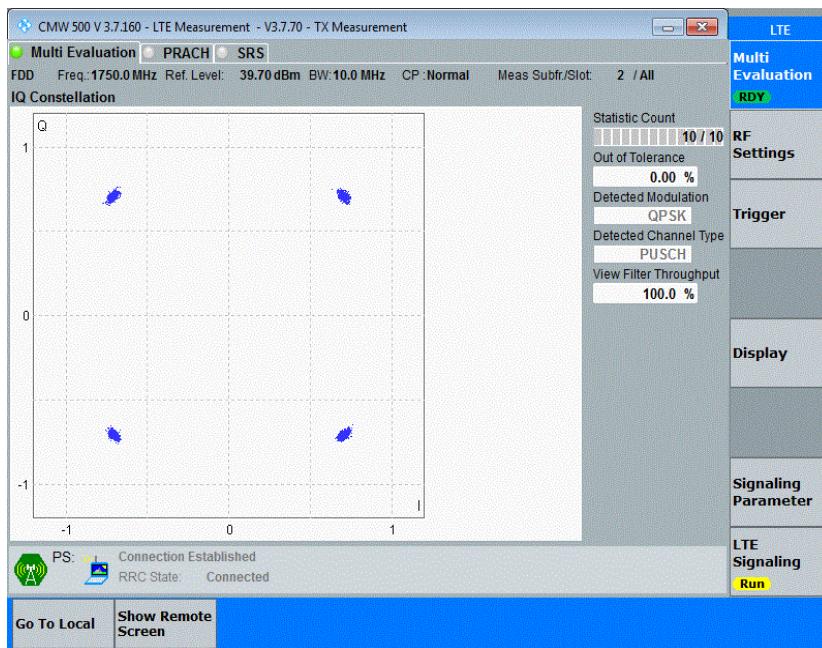 CMW 500 V 3.7.160 - LTE Measurement - V3.7.70 - TX Measurement
LTE
Multi Evaluation PRACH SRS
Multi
Evaluation
RDY
FDD Freq.: 1750.0 MHz Ref. Level: 39.70 dBm BW: 10.0 MHz CP : Normal Meas Subfr./Slot: 2 / All
IQ Constellation
Q
1
0
-1
-1
0
1
I
Statistic Count
10 / 10
Out of Tolerance
0.00 %
Detected Modulation
QPSK
Detected Channel Type
PUSCH
View Filter Throughput
100.0 %
RF
Settings
Trigger
Display
Signaling
Parameter
LTE
Signaling
Run
PS: Connection Established
RRC State: Connected
Go To Local
Show Remote
Screen